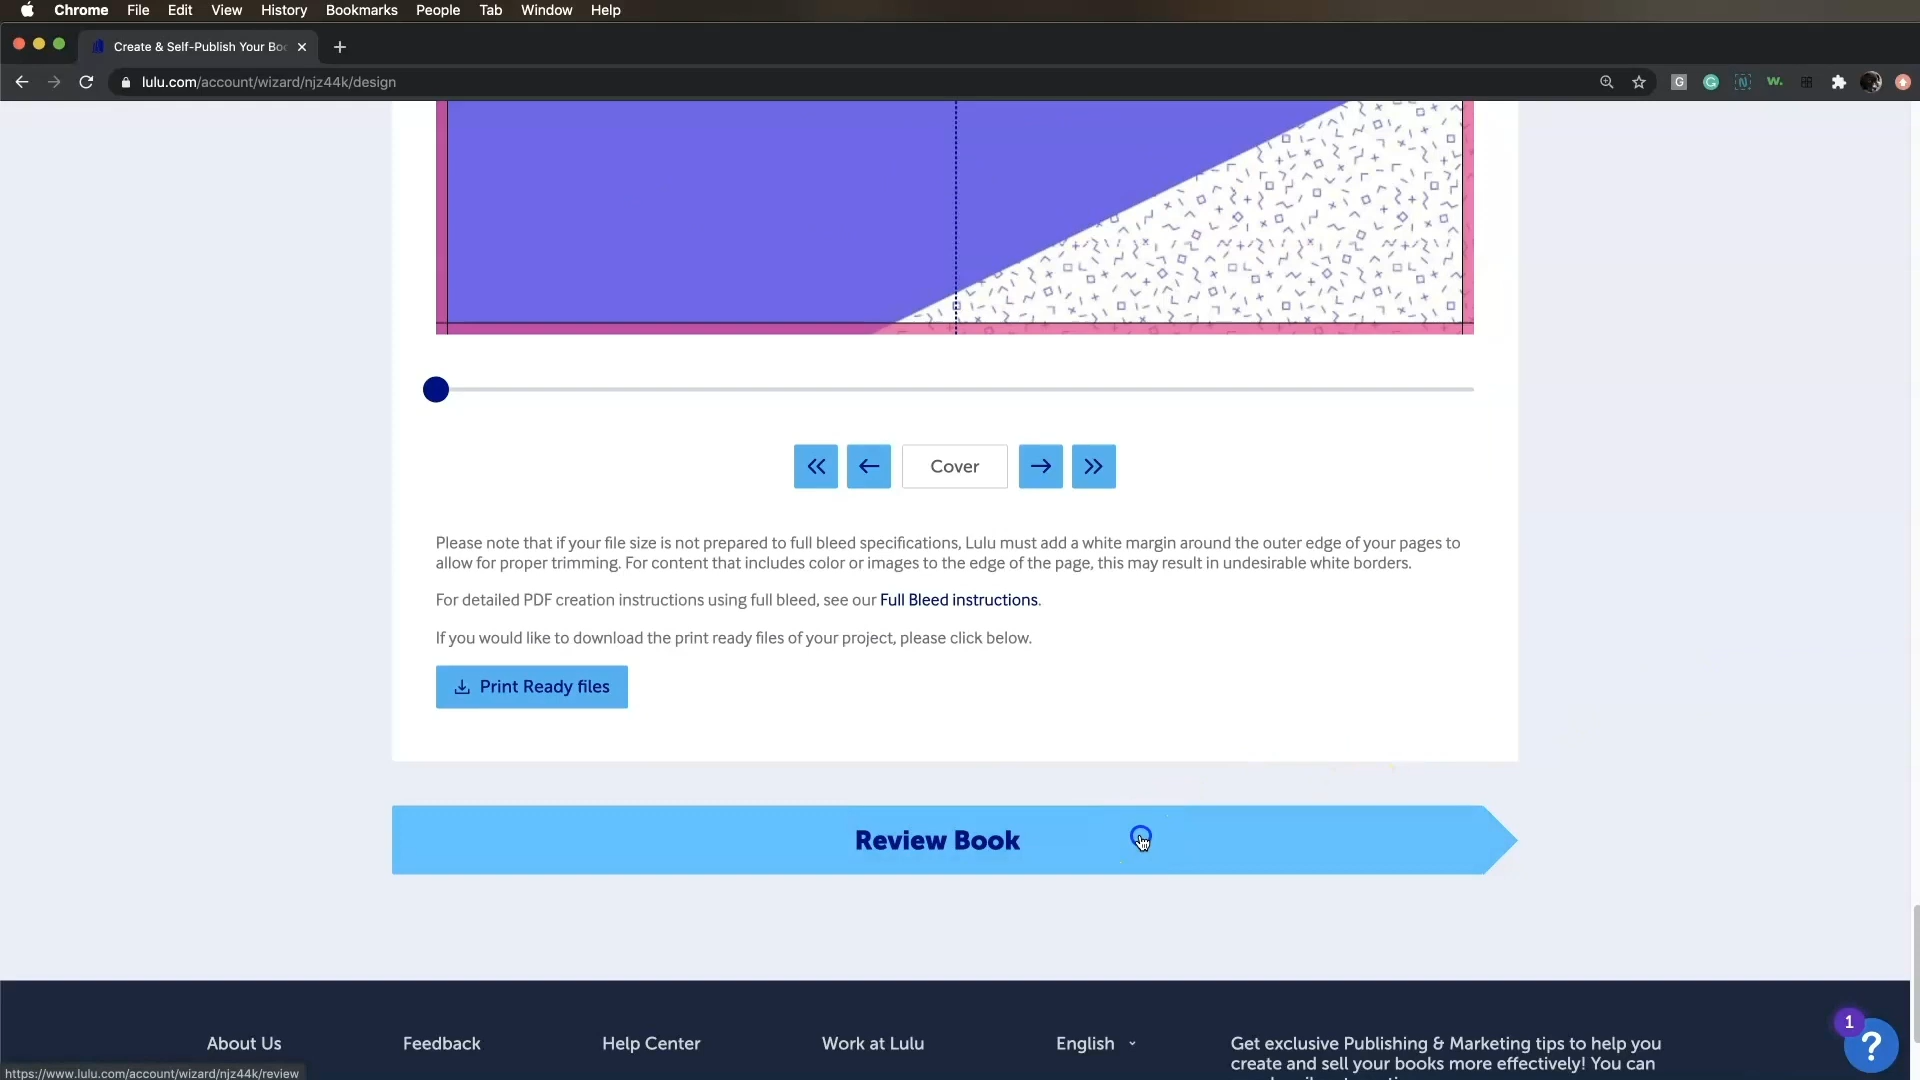 Chrome File Edit View History Bookmarks People Tab Window Help
Create & Self-Publish Your Boo
lulu.com/account/wizard/njz44k/design
Cover
Please note that if your file size is not prepared to full bleed specifications, Lulu must add a white margin around the outer edge of your pages to
allow for proper trimming. For content that includes color or images to the edge of the page, this may result in undesirable white borders.
For detailed PDF creation instructions using full bleed, see our Full Bleed instructions.
If you would like to download the print ready files of your project, please click below.
Print Ready files
Review Book
1
?
About Us Feedback Help Center Work at Lulu English
Get exclusive Publishing & Marketing tips to help you
create and sell your books more effectively! You can
https://www.lulu.com/account/wizard/njz44k/review